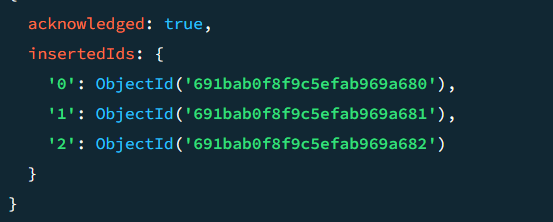 acknowledged: true,
insertedIds: {
'0': ObjectId('691bab0f8f9c5efab969a680'),
'1': ObjectId('691bab0f8f9c5efab969a681'),
'2': ObjectId('691bab0f8f9c5efab969a682')
}
}